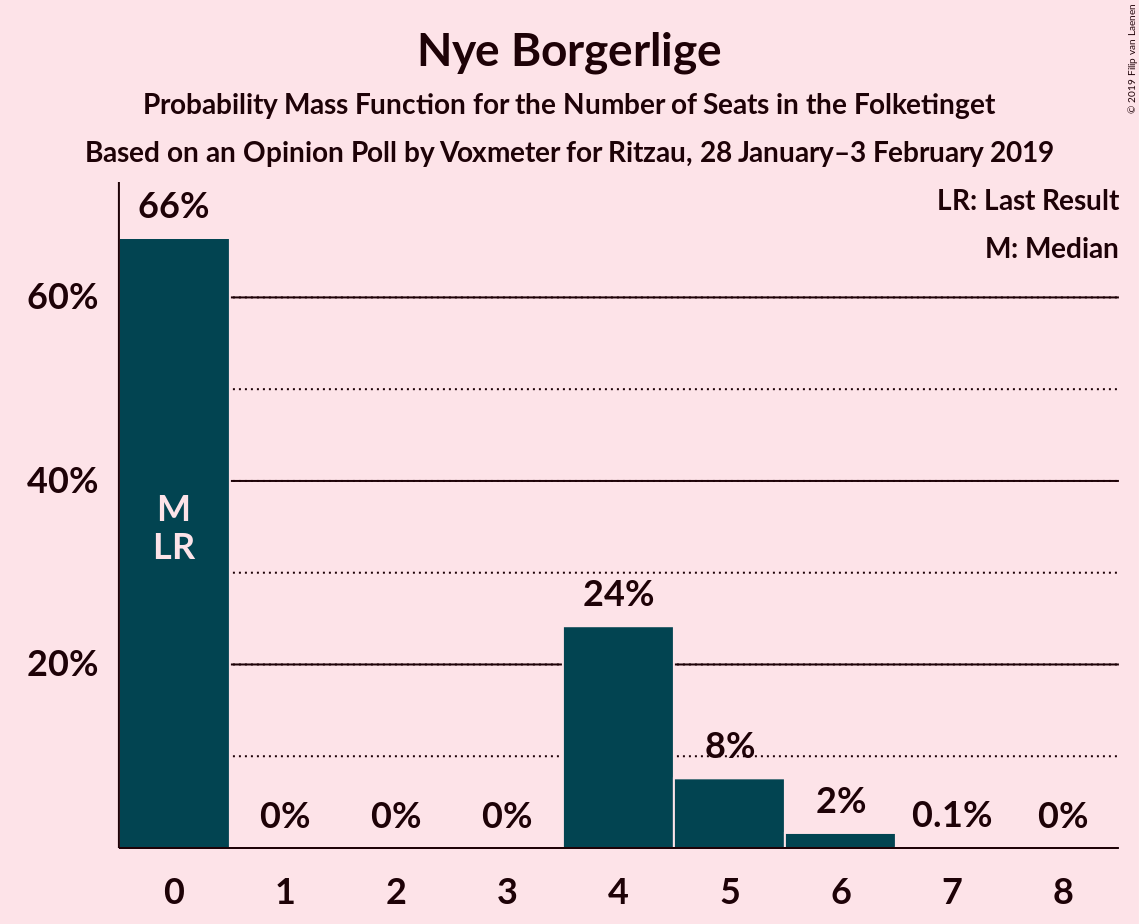 Nye Borgerlige
Probability Mass Function for the Number of Seats in the Folketinget
Based on an Opinion Poll by Voxmeter for Ritzau, 28 January–3 February 2019
© 2019 Filip van Laenen
LR: Last Result
M: Median
66%
60%
40%
20%
M
LR
0%
0%
0%
24%
8%
2%
0.1%
0%
0
1
2
3
4
5
6
7
8